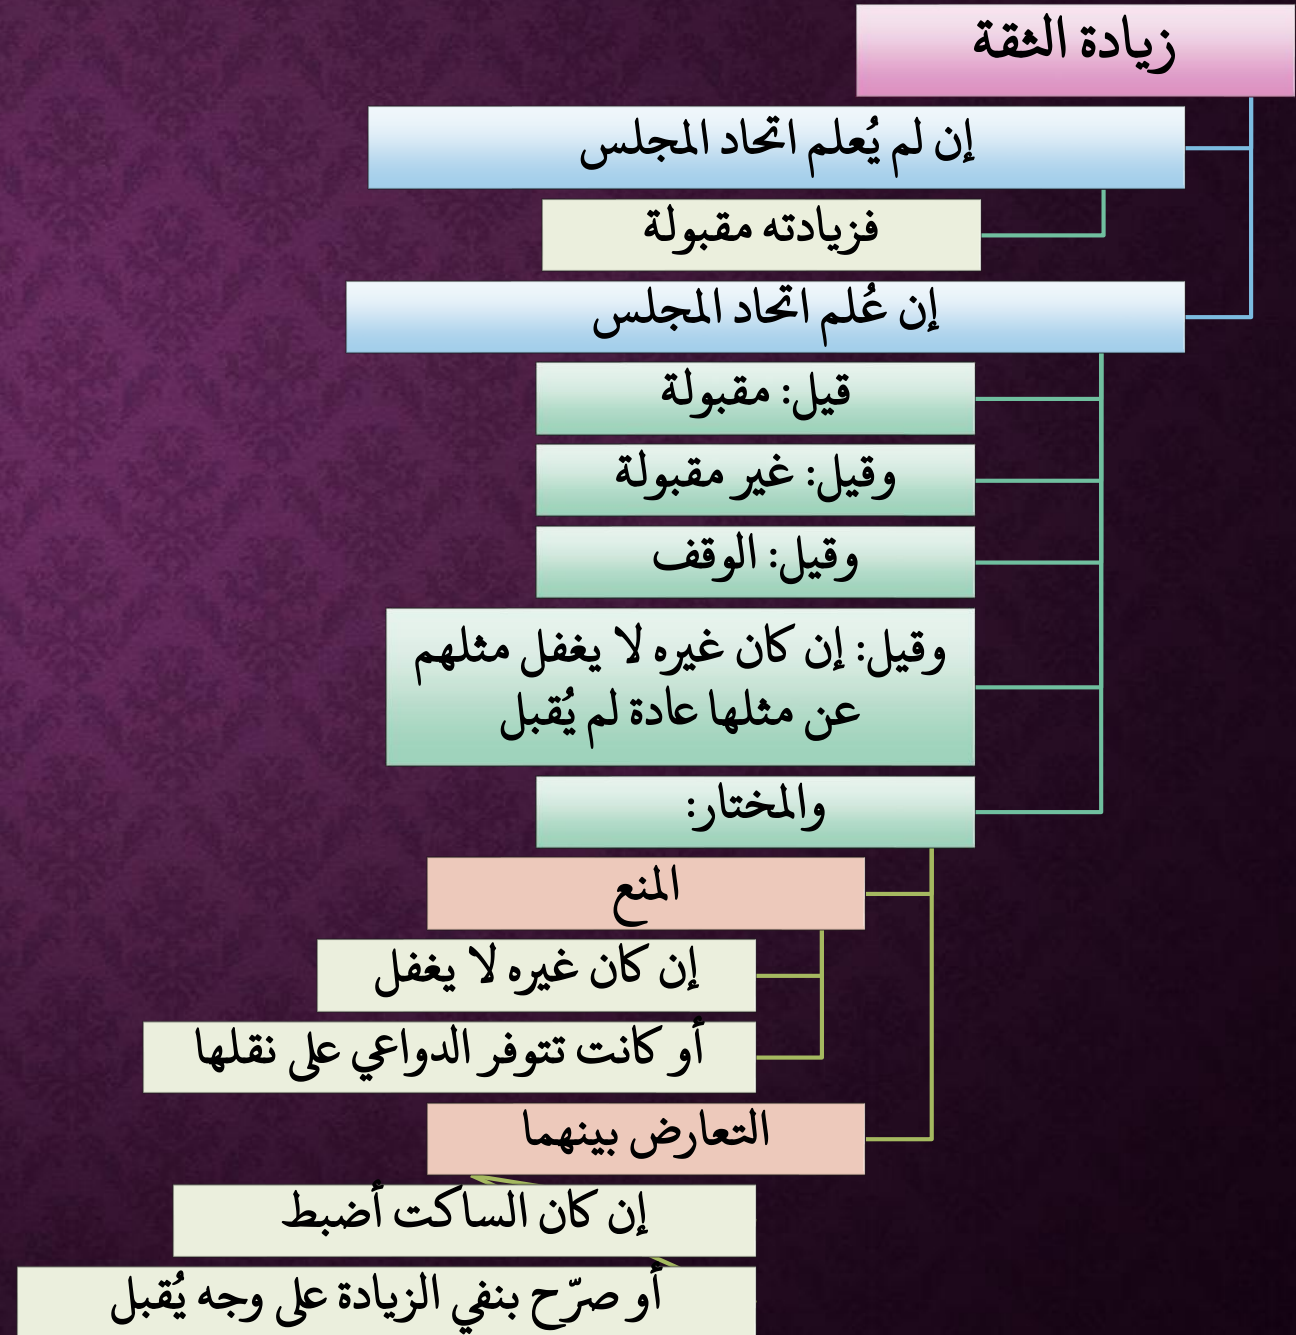 زيادة الثقة
إن لم يُعلم اتحاد المجلس
فزيادته مقبولة
إن عُلم اتحاد المجلس
قيل: مقبولة
وقيل: غير مقبولة
وقيل: الوقف
وقيل: إن كان غيره لا يغفل مثلهم
عن مثلها عادة لم يُقبل
والمختار:
المنع
إن كان غيره لا يغفل
أو كانت تتوفر الدواعي على نقلها
التعارض بينهما
إن كان الساكت أضبط
أو صرّح بنفي الزيادة على وجه يُقبل